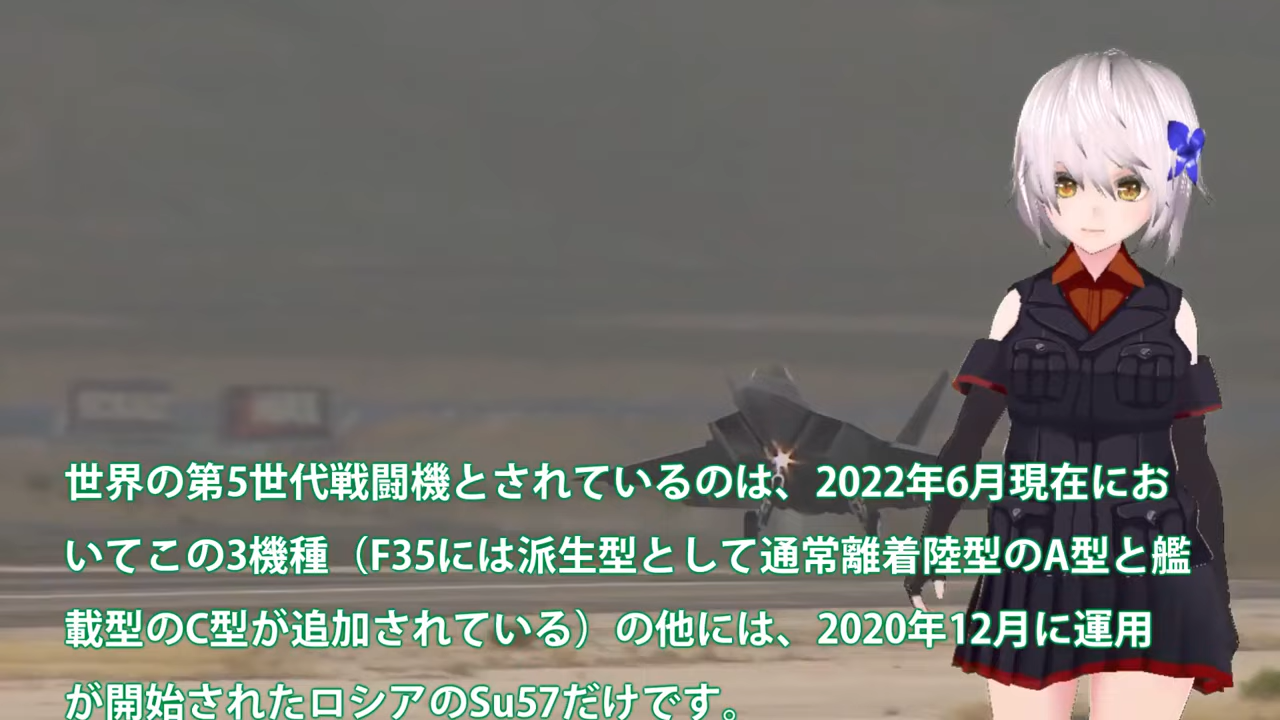 世界の第5世代戦闘機とされているのは、2022年6月現在にお
いてこの3機種（F35には派生型として通常離着陸型のA型と艦
載型のC型が追加されている）の他には、2020年12月に運用
が開始されたロシアのSu57だけです。